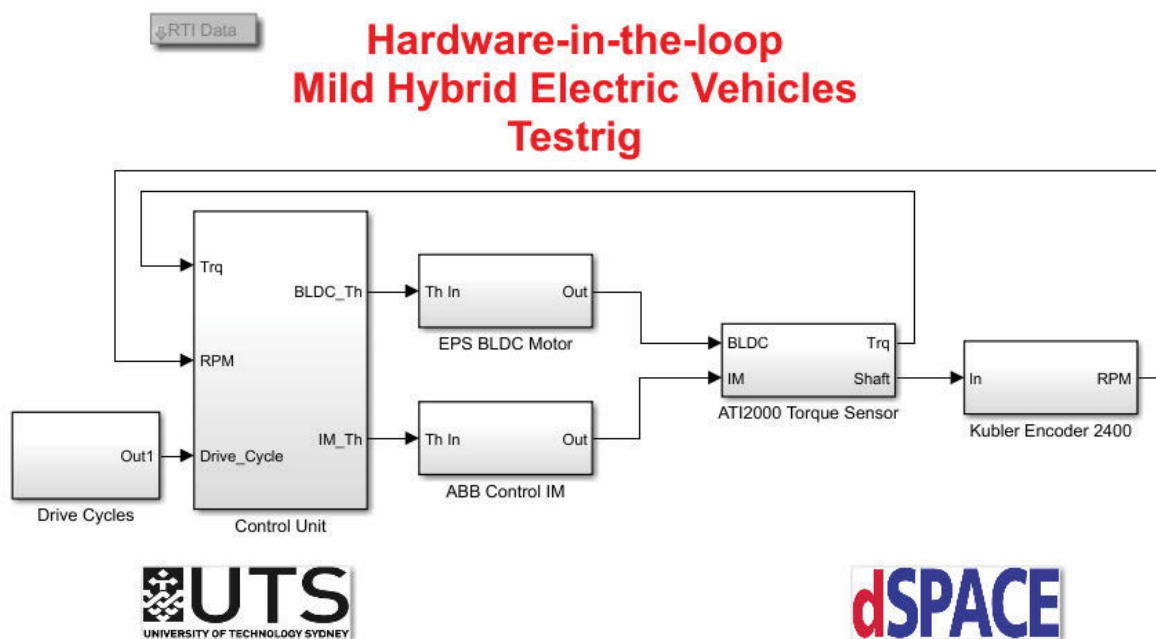 RTI Data
Hardware-in-the-loop
Mild Hybrid Electric Vehicles
Testrig
Trq
RPM
Drive_Cycle
BLDC_Th
IM_Th
Control Unit
Out1
Drive Cycles
Th In
Out
EPS BLDC Motor
Th In
Out
ABB Control IM
BLDC
IM
Trq
Shaft
ATI2000 Torque Sensor
In
RPM
Kubler Encoder 2400
UTS
UNIVERSITY OF TECHNOLOGY SYDNEY
dSPACE